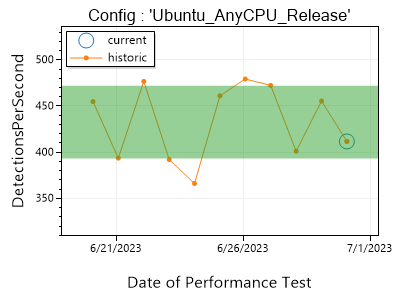 Config : 'Ubuntu_AnyCPU_Release'
current
historic
DetectionsPerSecond
500
450
400
350
6/21/2023
6/26/2023
7/1/2023
Date of Performance Test